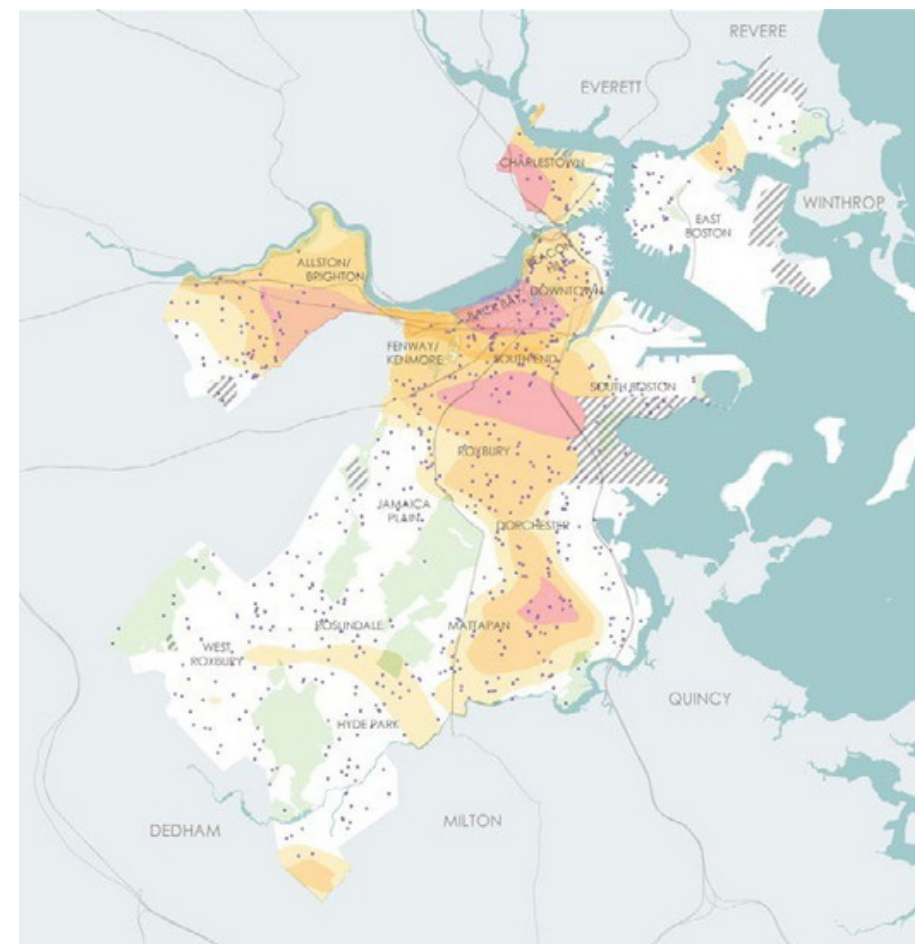 REVERE
EVERETT
CHARLESTOWN
WINTHROP
EAST
BOSTON
ALLSTON/
BRIGHTON
BEACON
HILL
DOWNTOWN
BACK BAY
FENWAY/
KENMORE
SOUTH END
SOUTH BOSTON
ROXBURY
JAMAICA
PLAIN
DORCHESTER
ROSLINDALE
MATTAPAN
WEST
ROXBURY
QUINCY
HYDE PARK
MILTON
DEDHAM